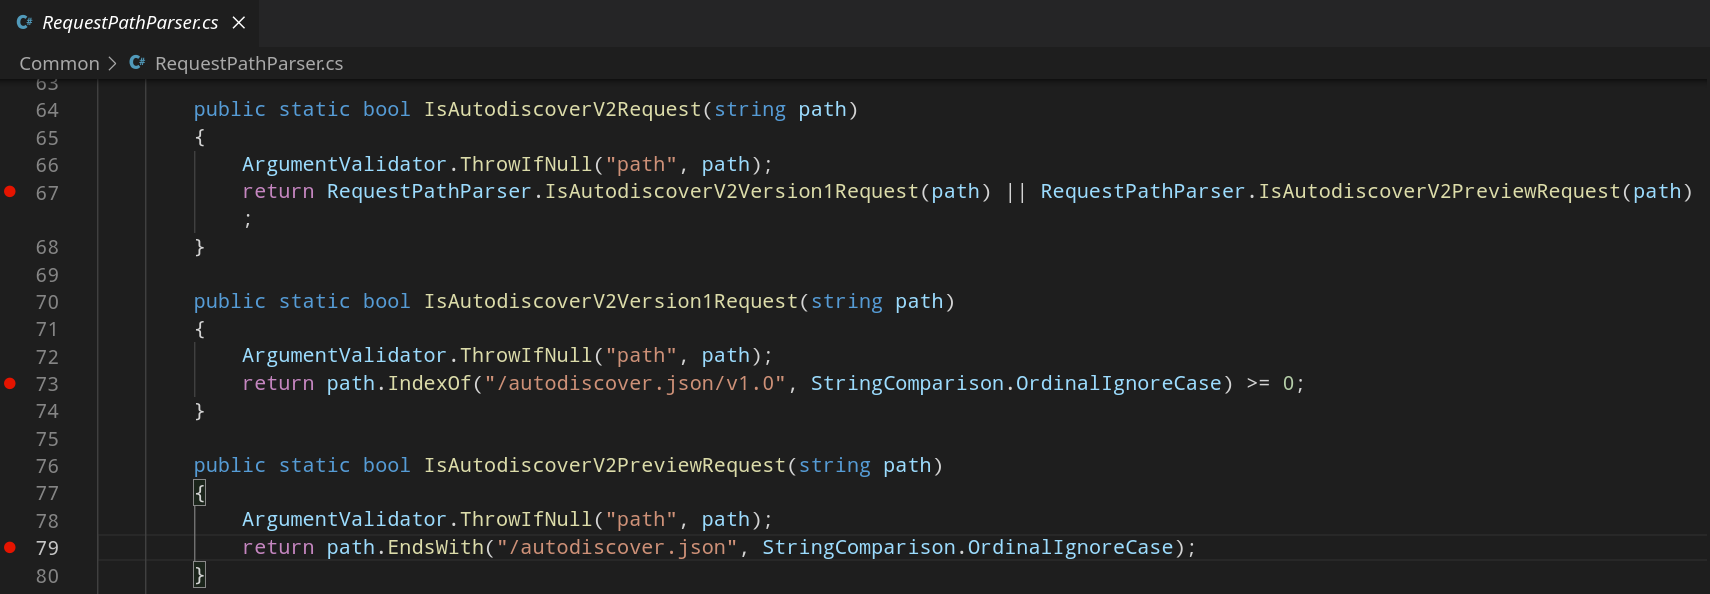 RequestPathParser.cs
Common > RequestPathParser.cs
63
64 public static bool IsAutodiscoverV2Request(string path)
65 {
66 ArgumentValidator.ThrowIfNull("path", path);
67 return RequestPathParser.IsAutodiscoverV2Version1Request(path) || RequestPathParser.IsAutodiscoverV2PreviewRequest(path)
;
68 }
69
70 public static bool IsAutodiscoverV2Version1Request(string path)
71 {
72 ArgumentValidator.ThrowIfNull("path", path);
73 return path.IndexOf("/autodiscover.json/v1.0", StringComparison.OrdinalIgnoreCase) >= 0;
74 }
75
76 public static bool IsAutodiscoverV2PreviewRequest(string path)
77 {
78 ArgumentValidator.ThrowIfNull("path", path);
79 return path.EndsWith("/autodiscover.json", StringComparison.OrdinalIgnoreCase);
80 }